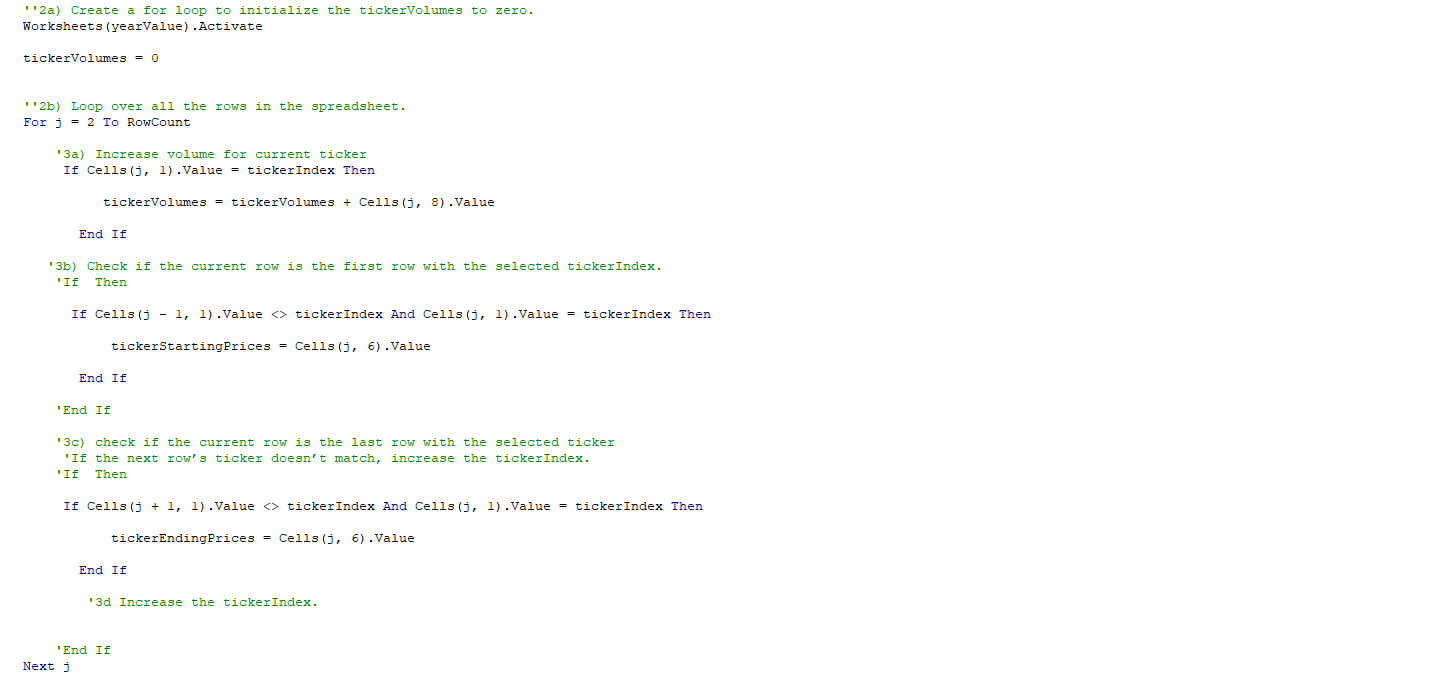 ''2a) Create a for loop to initialize the tickerVolumes to zero.
Worksheets(yearValue).Activate
tickerVolumes = 0
''2b) Loop over all the rows in the spreadsheet.
For j = 2 To RowCount
'3a) Increase volume for current ticker
If Cells(j, 1).Value = tickerIndex Then
tickerVolumes = tickerVolumes + Cells(j, 8).Value
End If
'3b) Check if the current row is the first row with the selected tickerIndex.
'If  Then
If Cells(j - 1, 1).Value <> tickerIndex And Cells(j, 1).Value = tickerIndex Then
tickerStartingPrices = Cells(j, 6).Value
End If
'End If
'3c) check if the current row is the last row with the selected ticker
'If the next row’s ticker doesn’t match, increase the tickerIndex.
'If  Then
If Cells(j + 1, 1).Value <> tickerIndex And Cells(j, 1).Value = tickerIndex Then
tickerEndingPrices = Cells(j, 6).Value
End If
'3d Increase the tickerIndex.
'End If
Next j